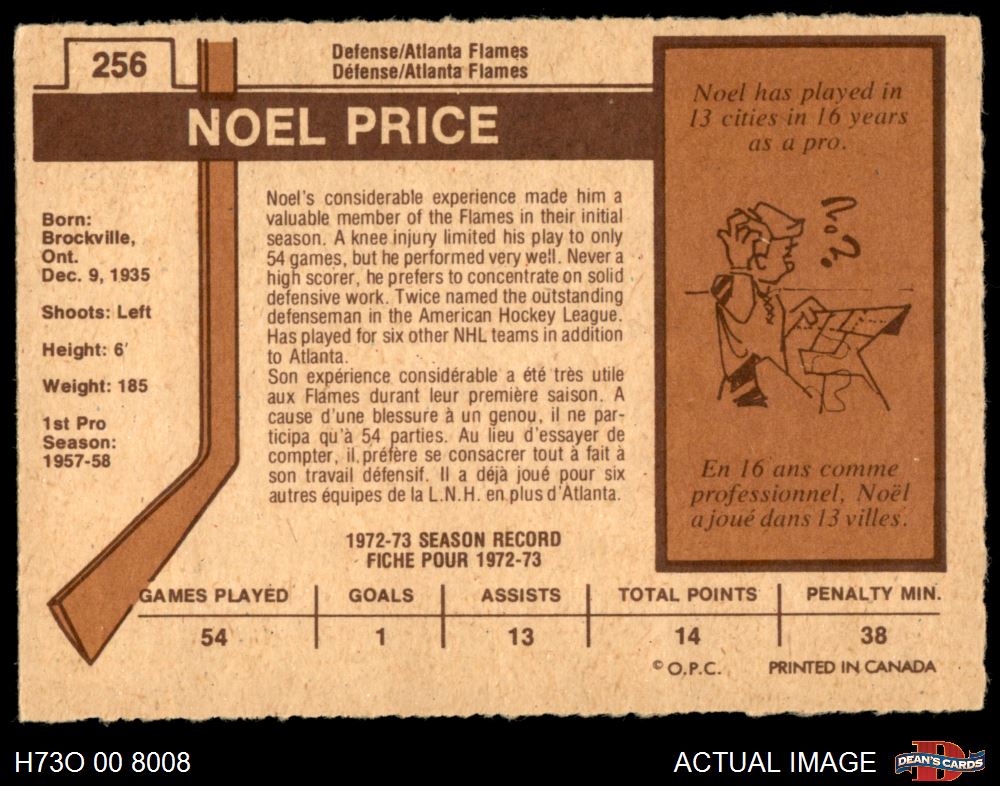 256
Defense/Atlanta Flames
Défense/Atlanta Flames
NOEL PRICE
Born:
Brockville,
Ont.
Dec. 9, 1935
Shoots: Left
Height: 6'
Weight: 185
1st Pro
Season:
1957-58
Noel's considerable experience made him a
valuable member of the Flames in their initial
season. A knee injury limited his play to only
54 games, but he performed very well. Never a
high scorer, he prefers to concentrate on solid
defensive work. Twice named the outstanding
defenseman in the American Hockey League.
Has played for six other NHL teams in addition
to Atlanta.
Son expérience considérable a été très utile
aux Flames durant leur première saison. A
cause d'une blessure à un genou, il ne par-
ticipa qu'à 54 parties. Au lieu d'essayer de
compter, il préfère se consacrer tout à fait à
son travail défensif. Il a déjà joué pour six
autres équipes de la L.N.H. en plus d'Atlanta.
Noel has played in
13 cities in 16 years
as a pro.
En 16 ans comme
professionnel, Noël
a joué dans 13 villes.
1972-73 SEASON RECORD
FICHE POUR 1972-73
GAMES PLAYED GOALS ASSISTS TOTAL POINTS PENALTY MIN.
54 1 13 14 38
© O.P.C. PRINTED IN CANADA
H73O 00 8008
ACTUAL IMAGE
D
DEAN'S CARDS